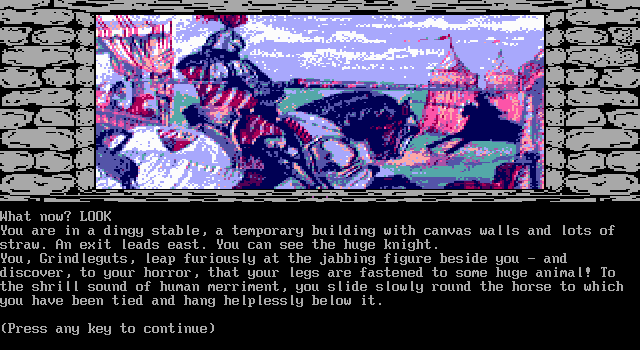 What now? LOOK
You are in a dingy stable, a temporary building with canvas walls and lots of
straw. An exit leads east. You can see the huge knight.
You, Grindleguts, leap furiously at the jabbing figure beside you - and
discover, to your horror, that your legs are fastened to some huge animal! To
the shrill sound of human merriment, you slide slowly round the horse to which
you have been tied and hang helplessly below it.
(Press any key to continue)